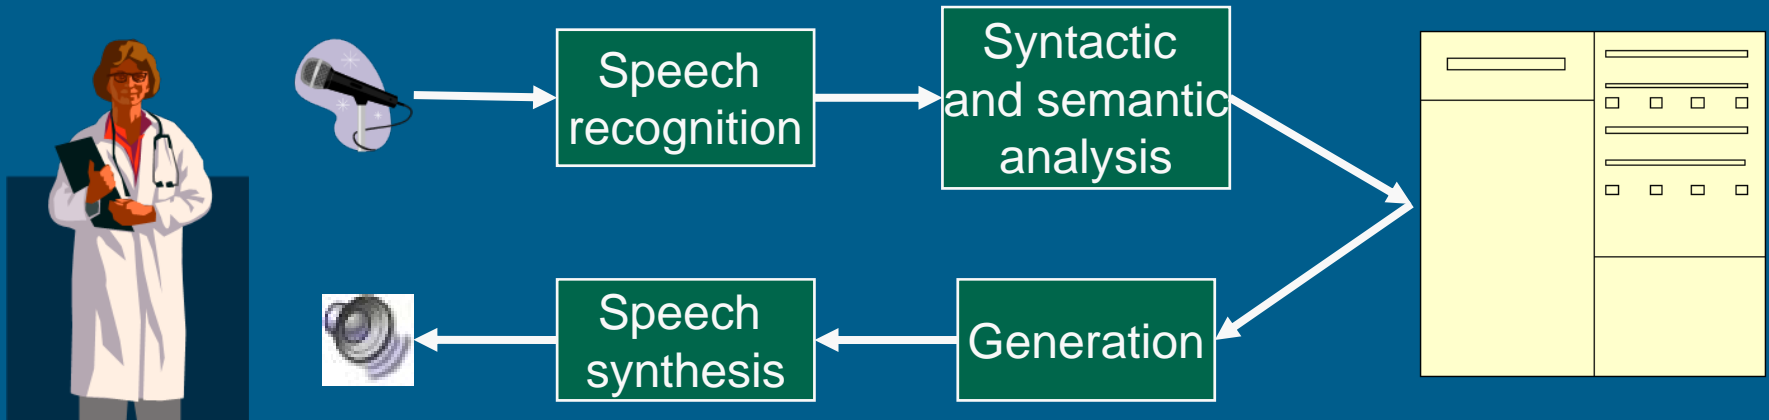 Speech
recognition
Syntactic
and semantic
analysis
Speech
synthesis
Generation